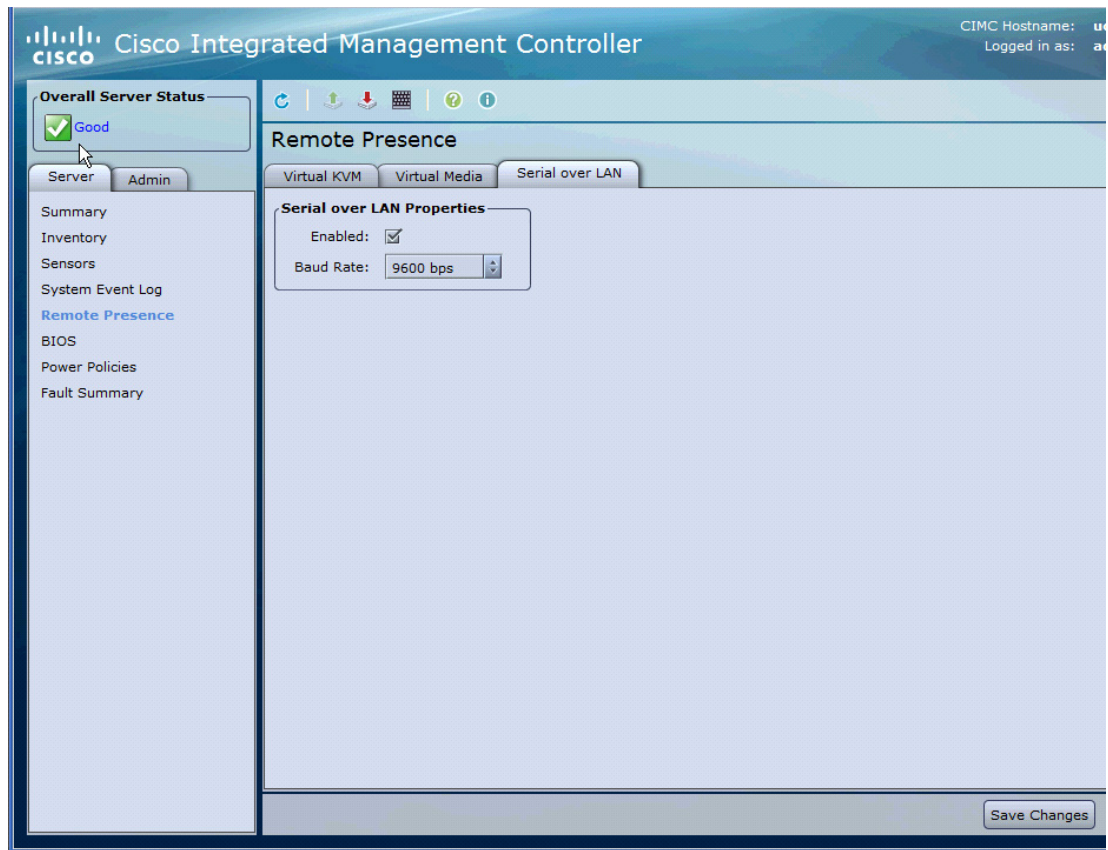 CISCO
Cisco Integrated Management Controller
CIMC Hostname:
Logged in as:
Overall Server Status
Good
Server
Admin
Summary
Inventory
Sensors
System Event Log
Remote Presence
BIOS
Power Policies
Fault Summary
Remote Presence
Virtual KVM
Virtual Media
Serial over LAN
Serial over LAN Properties
Enabled:
Baud Rate: 9600 bps
Save Changes